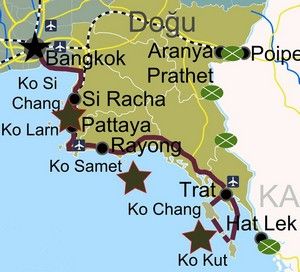 Doğu
Bangkok
Aranya
Prathet
Poipe
Ko Si
Chang
Si Racha
Ko Larn
Pattaya
Rayong
Ko Samet
Trat
Ko Chang
KA
Hat Lek
Ko Kut